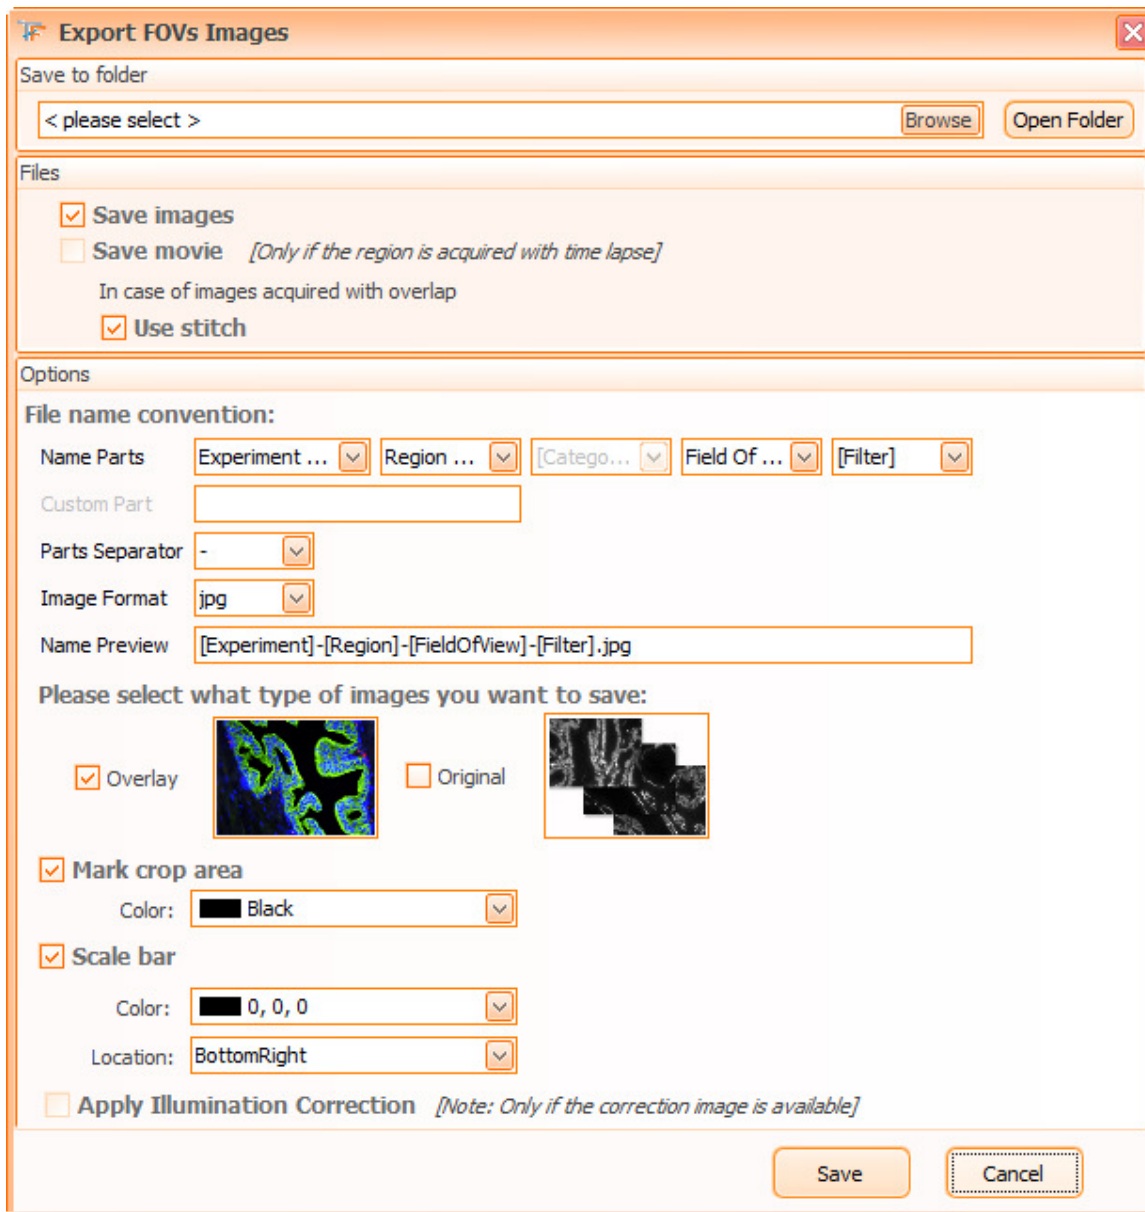 Export FOVs Images
Save to folder
< please select > Browse Open Folder
Files
Save images
Save movie [Only if the region is acquired with time lapse]
In case of images acquired with overlap
Use stitch
Options
File name convention:
Name Parts Experiment ... Region ... [Catego... Field Of ... [Filter]
Custom Part
Parts Separator -
Image Format jpg
Name Preview [Experiment]-[Region]-[FieldOfView]-[Filter].jpg
Please select what type of images you want to save:
Overlay Original
Mark crop area
Color: Black
Scale bar
Color: 0, 0, 0
Location: BottomRight
Apply Illumination Correction [Note: Only if the correction image is available]
Save Cancel